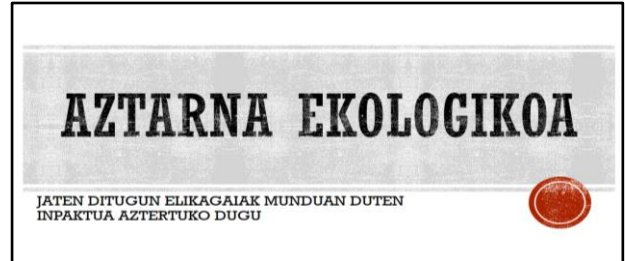 AZTARNA EKOLOGIKOA
JATEN DITUGUN ELIKAGAIAK MUNDUAN DUTEN
INPAKTUA AZTERTUKO DUGU